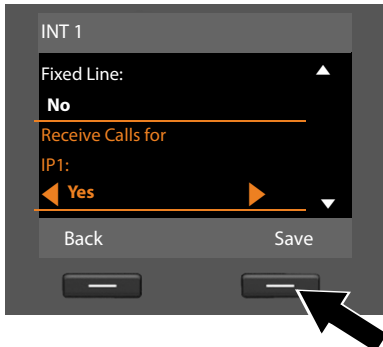 INT 1
Fixed Line:
No
Receive Calls for
IP1:
Yes
Back Save